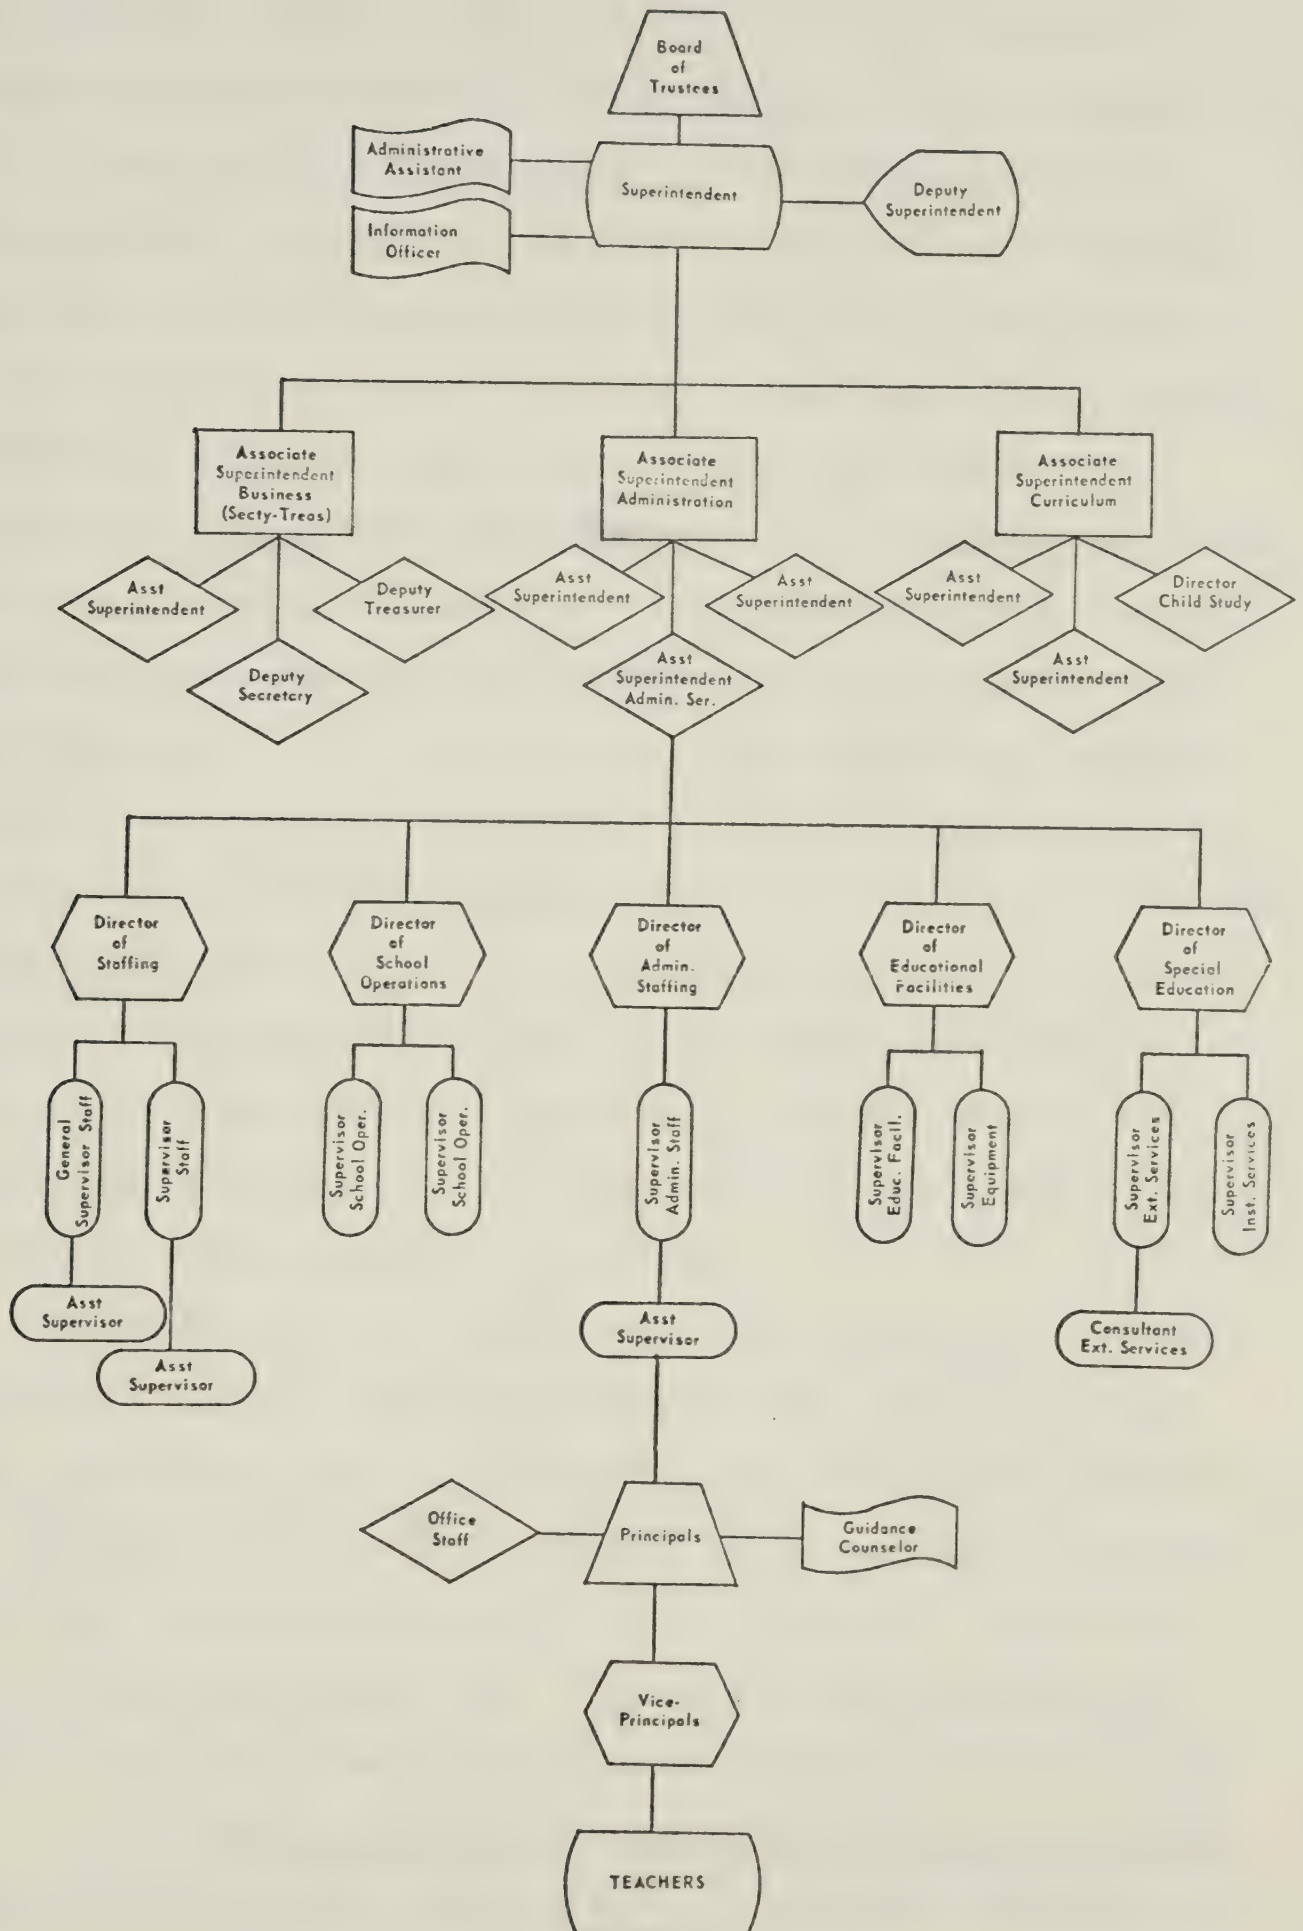 Board
of
Trustees
Administrative
Assistant
Superintendent
Deputy
Superintendent
Information
Officer
Associate
Superintendent
Business
(Secty-Treas)
Associate
Superintendent
Administration
Associate
Superintendent
Curriculum
Asst
Superintendent
Deputy
Secretary
Deputy
Treasurer
Asst
Superintendent
Asst
Superintendent
Admin. Ser.
Asst
Superintendent
Asst
Superintendent
Asst
Superintendent
Director
Child Study
Director
of
Staffing
Director
of
School
Operations
Director
of
Admin.
Staffing
Director
of
Educational
Facilities
Director
of
Special
Education
General
Supervisor Staff
Supervisor
Staff
Supervisor
School Oper.
Supervisor
School Oper.
Supervisor
Admin. Staff
Supervisor
Educ. Facil.
Supervisor
Equipment
Supervisor
Ext. Services
Supervisor
Inst. Services
Asst
Supervisor
Asst
Supervisor
Asst
Supervisor
Consultant
Ext. Services
Office
Staff
Principals
Guidance
Counselor
Vice-
Principals
TEACHERS